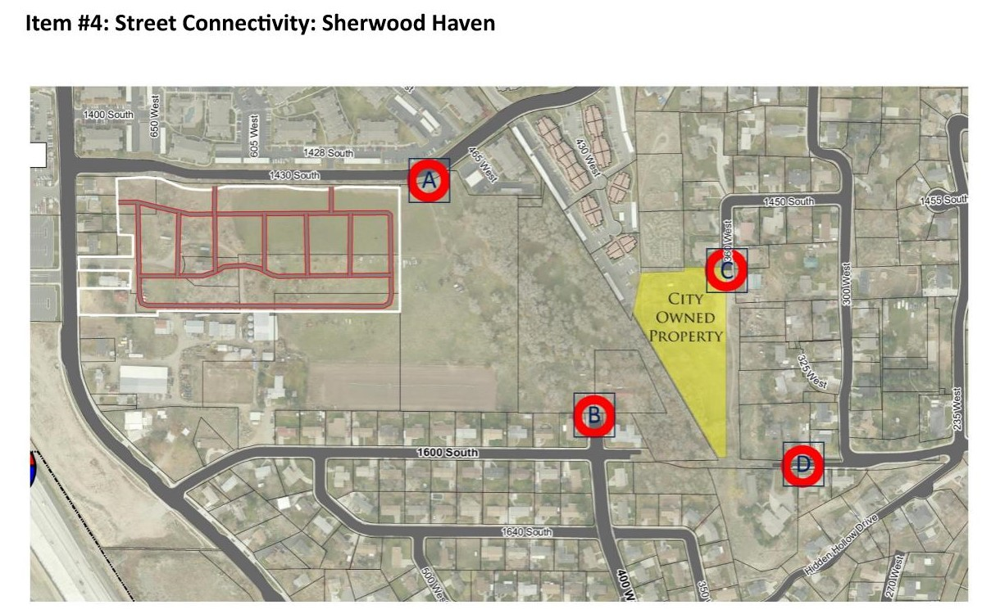 Item #4: Street Connectivity: Sherwood Haven
1400 South
650 West
605 West
1428 South
1430 South
A
465 West
430 West
1450 South
1455 South
360 West
C
CITY
OWNED
PROPERTY
300 West
325 West
235 West
B
1600 South
D
1640 South
500 Wes
400 W
350
Hidden Hollow Drive
270 West